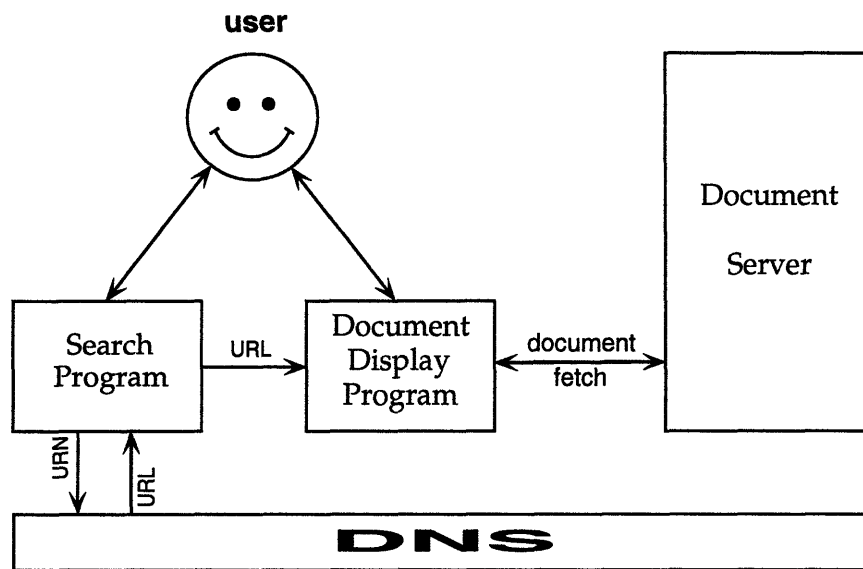 user
Document
Server
Search
Program
URL
Document
Display
Program
document
fetch
URN
URL
DNS